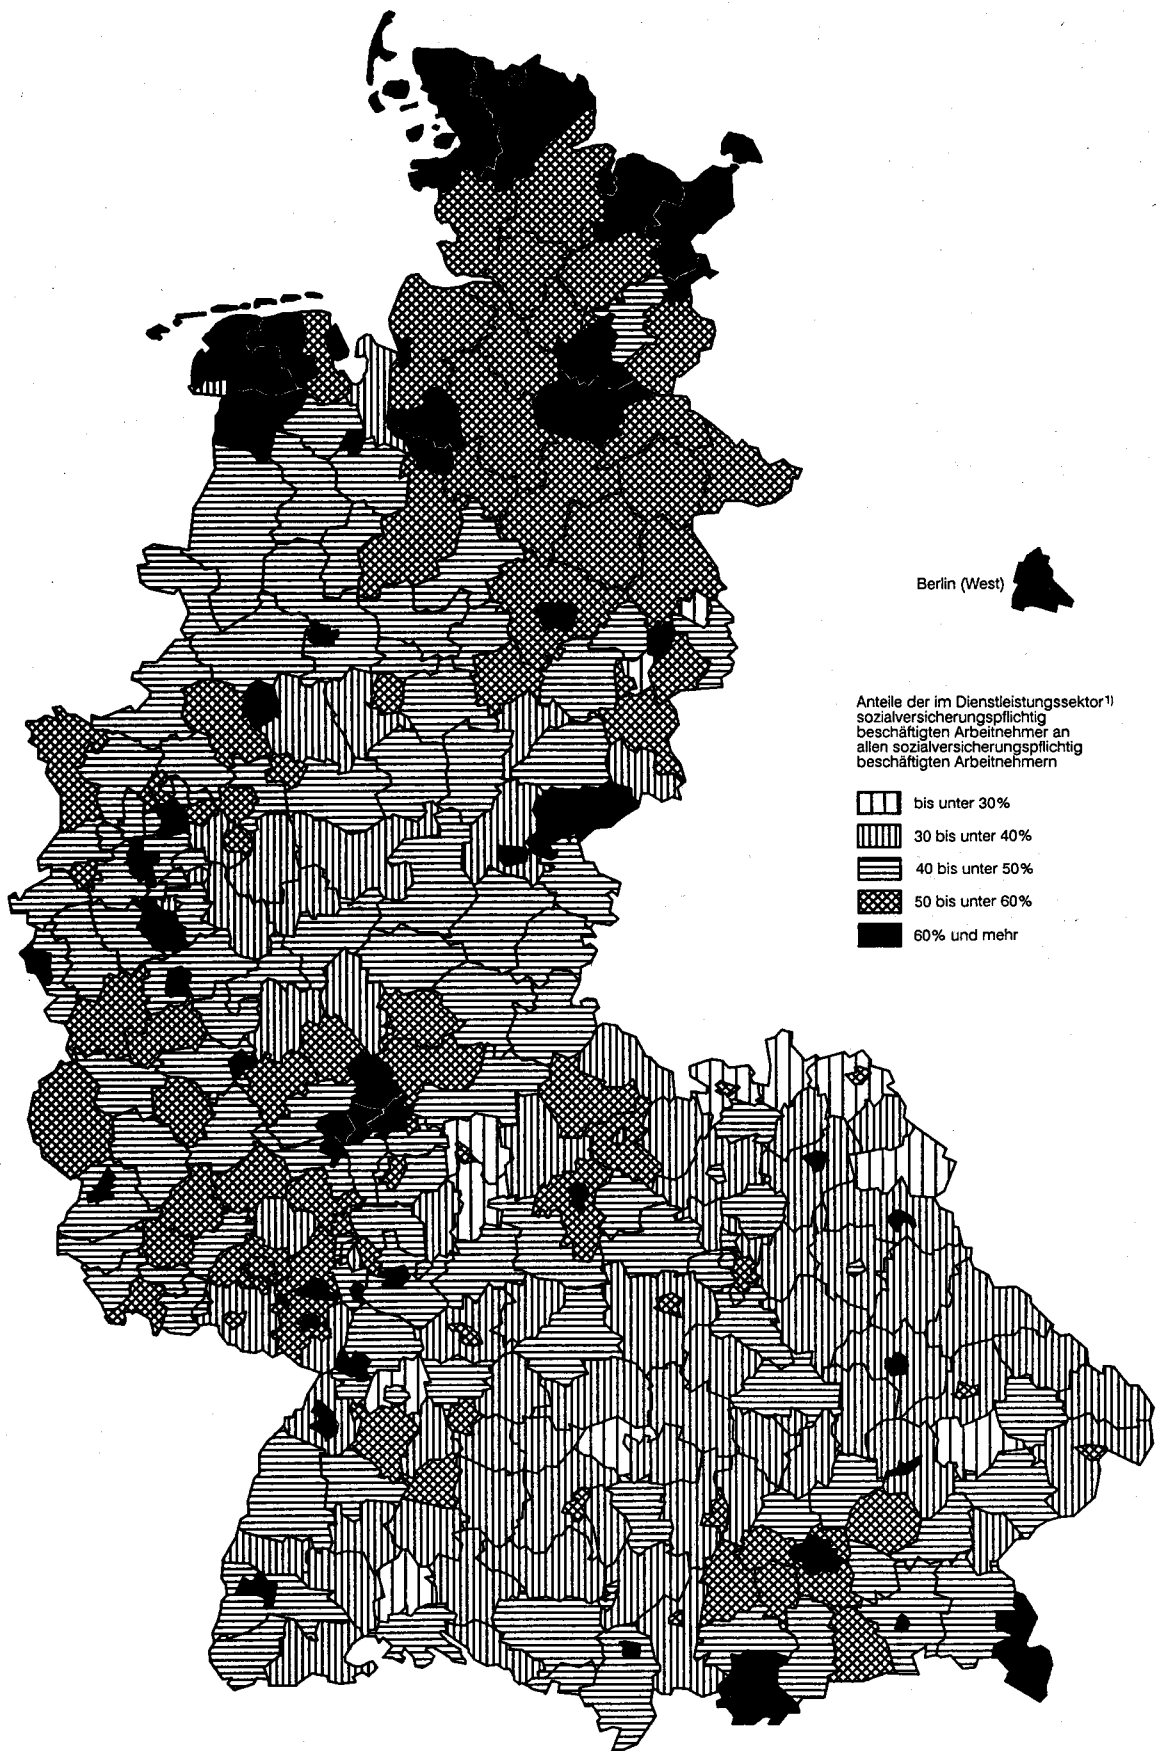 Berlin (West)
Anteile der im Dienstleistungssektor¹⁾
sozialversicherungspflichtig
beschäftigten Arbeitnehmer an
allen sozialversicherungspflichtig
beschäftigten Arbeitnehmern
bis unter 30%
30 bis unter 40%
40 bis unter 50%
50 bis unter 60%
60% und mehr